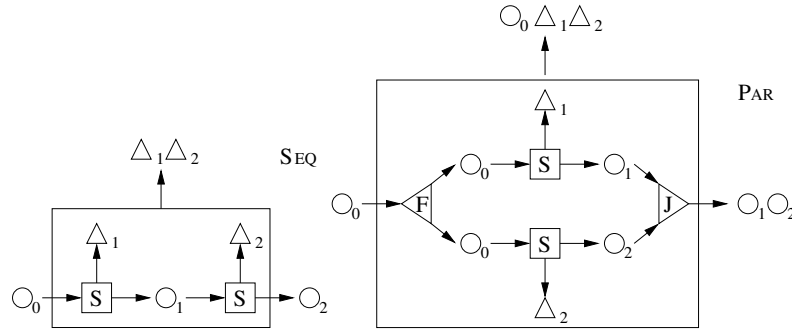 ○₀ △₁△₂
PAR
△₁
△₁△₂
SEQ
○₀ S ○₁
○₀ F J ○₁○₂
△₁ △₂
○₀ S ○₂
○₀ S ○₁ S ○₂
△₂